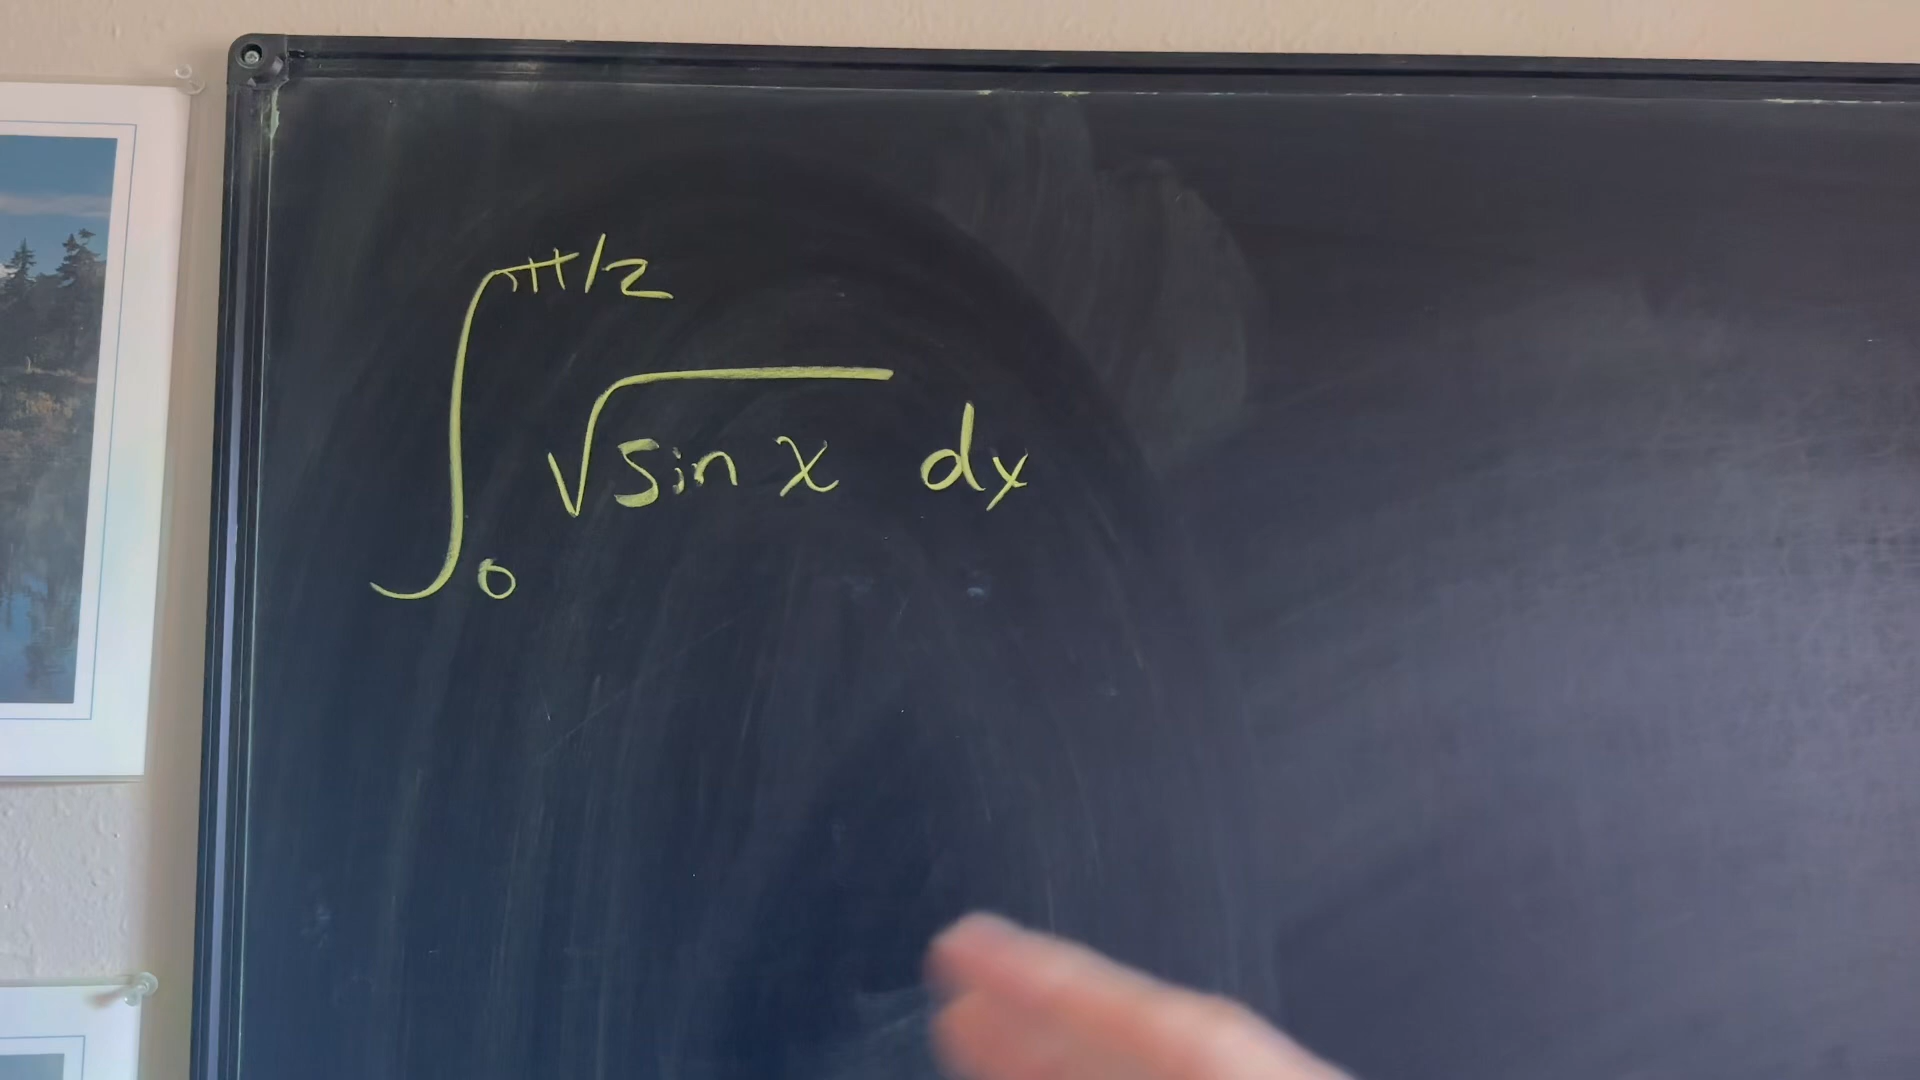 ∫₀^π/2 √sin x dx